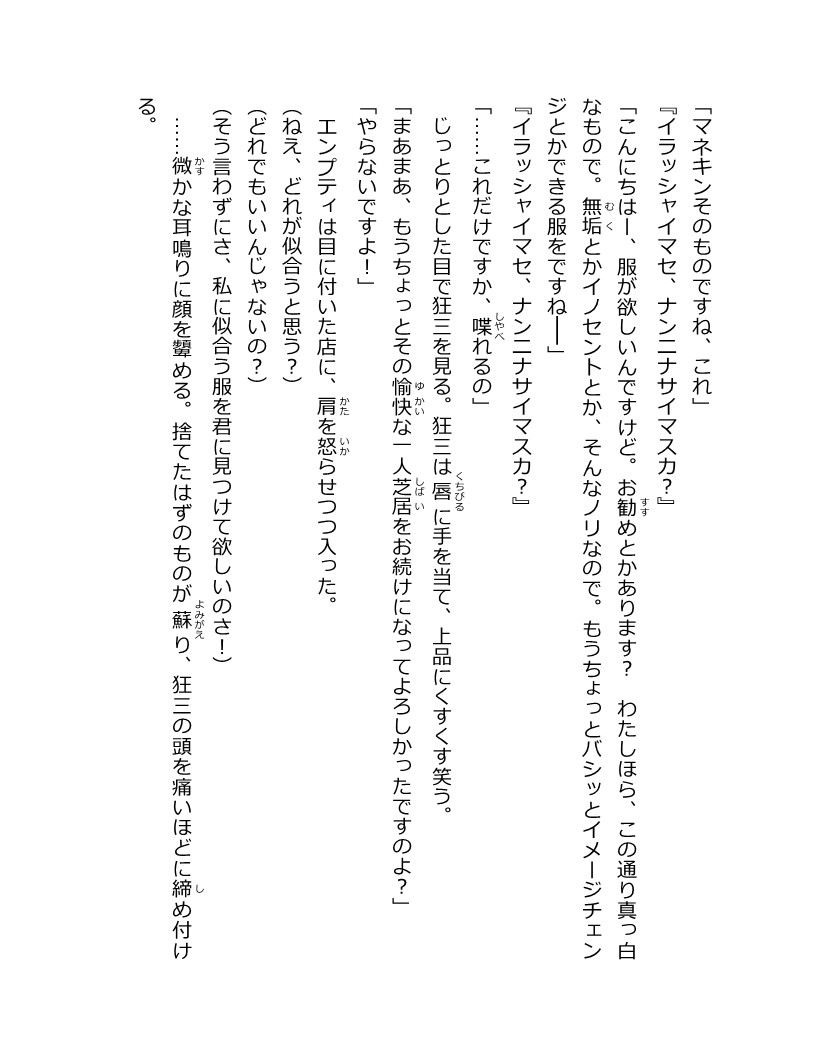 「マネキンそのものですね、これ」
『イラッシャイマセ、ナンニナサイマスカ？』
「こんにちはー、服が欲しいんですけど。お勧めとかあります？　わたしほら、この通り真っ白
なもので。無垢とかイノセントとか、そんなノリなので。もうちょっとバシッとイメージチェン
ジとかできる服をですね――」
『イラッシャイマセ、ナンニナサイマスカ？』
「……これだけですか、喋れるの」
　じっとりとした目で狂三を見る。狂三は唇に手を当て、上品にくすくす笑う。
「まあまあ、もうちょっとその愉快な一人芝居をお続けになってよろしかったですのよ？」
「やらないですよ！」
　エンプティは目に付いた店に、肩を怒らせつつ入った。
（ねえ、どれが似合うと思う？）
（どれでもいいんじゃないの？）
（そう言わずにさ、私に似合う服を君に見つけて欲しいのさ！）
　……微かな耳鳴りに顔を顰める。捨てたはずのものが蘇り、狂三の頭を痛いほどに締め付け
る。